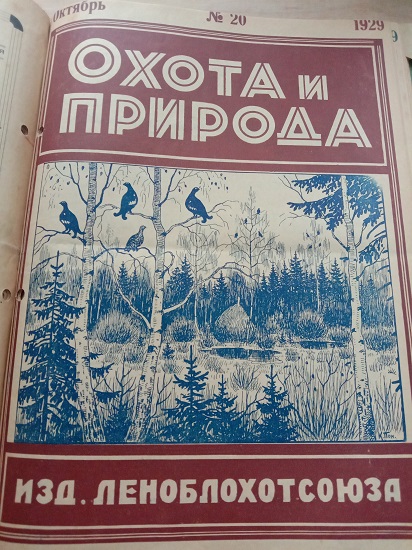 Октябрь № 20 1929
ОХОТА И
ПРИРОДА
ИЗД. ЛЕНОБЛОХОТСОЮЗА